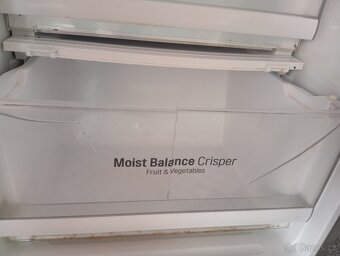 Moist Balance Crisper
Fruit & Vegetables